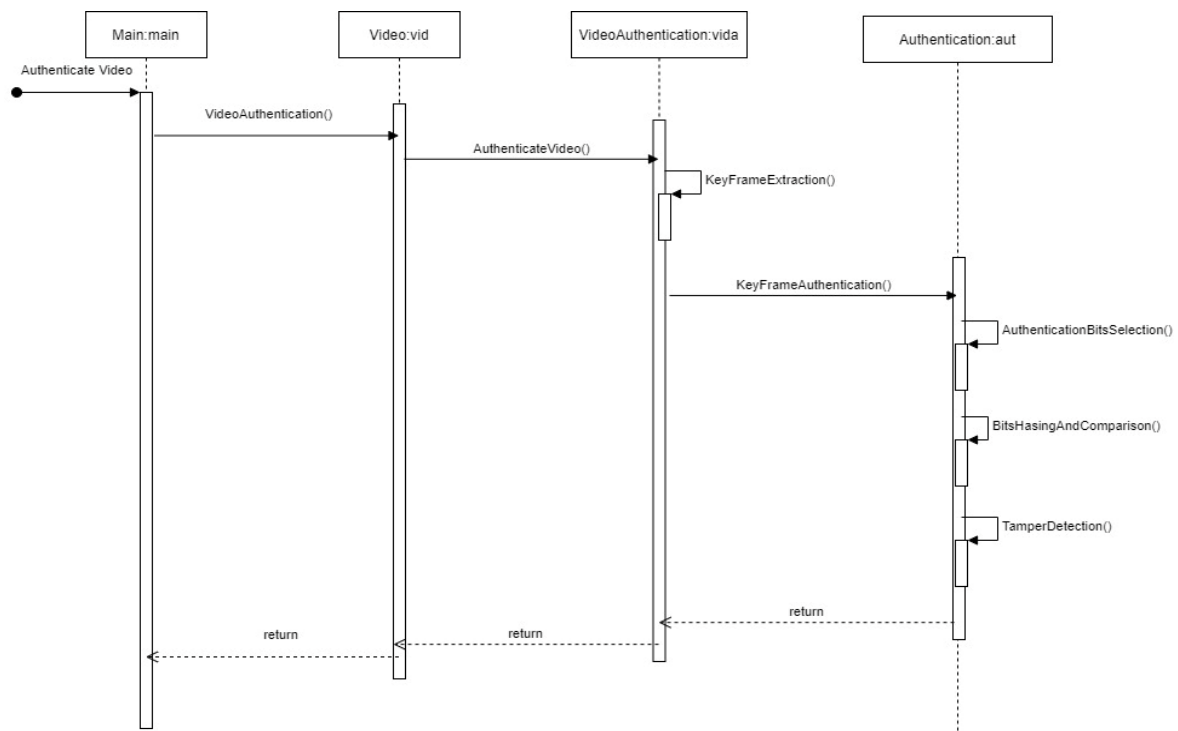 Main:main
Video:vid
VideoAuthentication:vida
Authentication:aut
Authenticate Video
VideoAuthentication()
AuthenticateVideo()
KeyFrameExtraction()
KeyFrameAuthentication()
AuthenticationBitsSelection()
BitsHasingAndComparison()
TamperDetection()
return
return
return